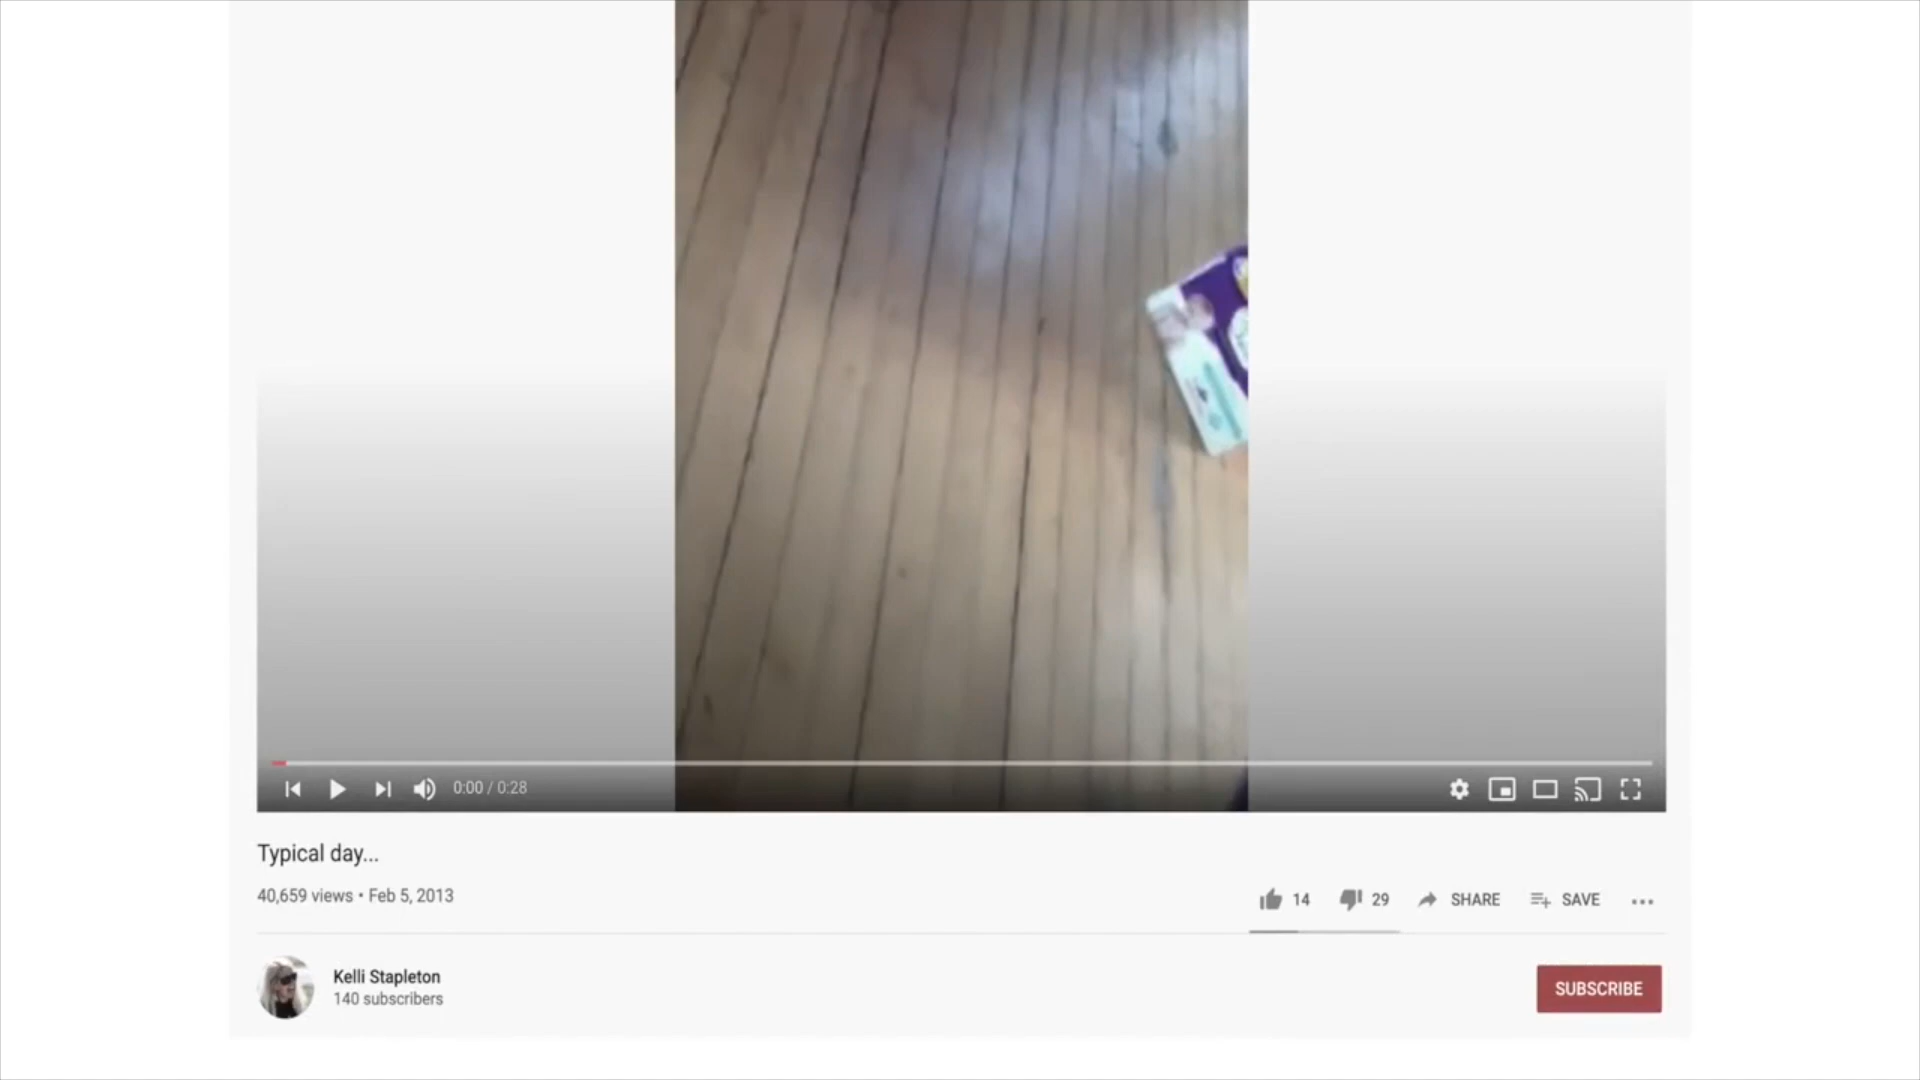 0:00 / 0:28
Typical day...
40,659 views • Feb 5, 2013
14 29 SHARE SAVE
Kelli Stapleton
140 subscribers
SUBSCRIBE